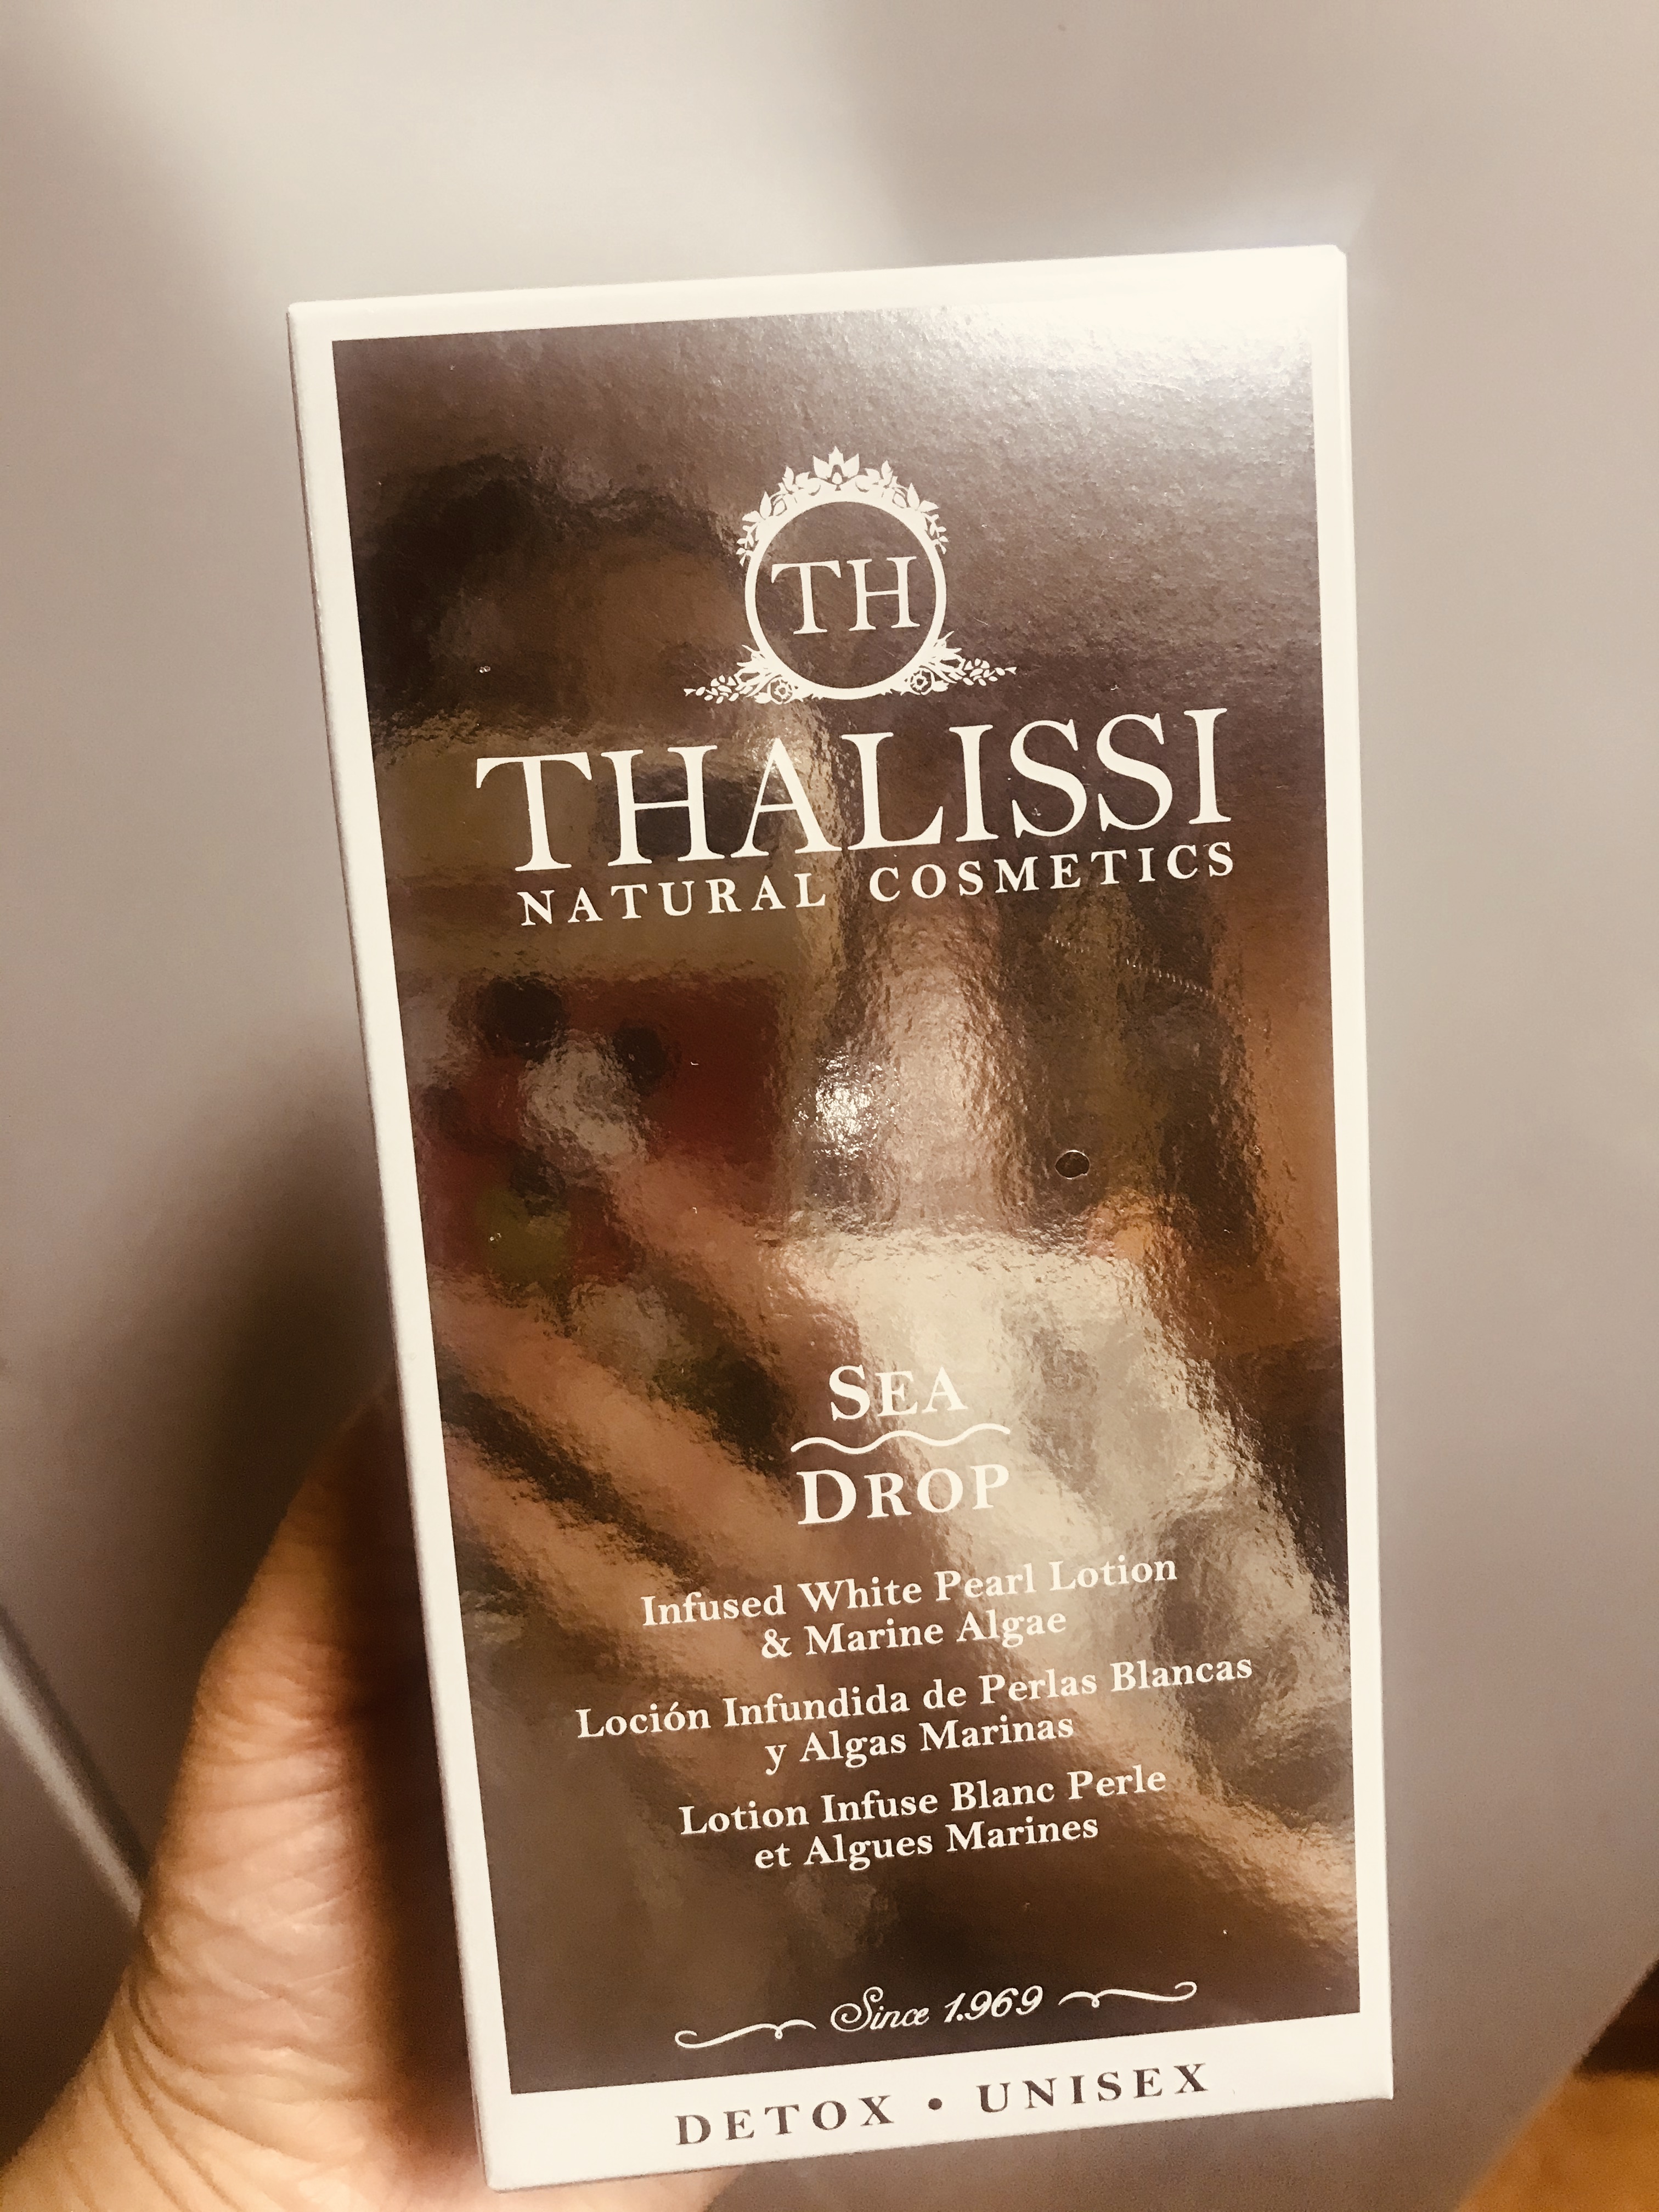 TH
THALISSI
NATURAL COSMETICS
SEA
DROP
Infused White Pearl Lotion
& Marine Algae
Loción Infundida de Perlas Blancas
y Algas Marinas
Lotion Infuse Blanc Perle
et Algues Marines
Since 1.969
DETOX • UNISEX